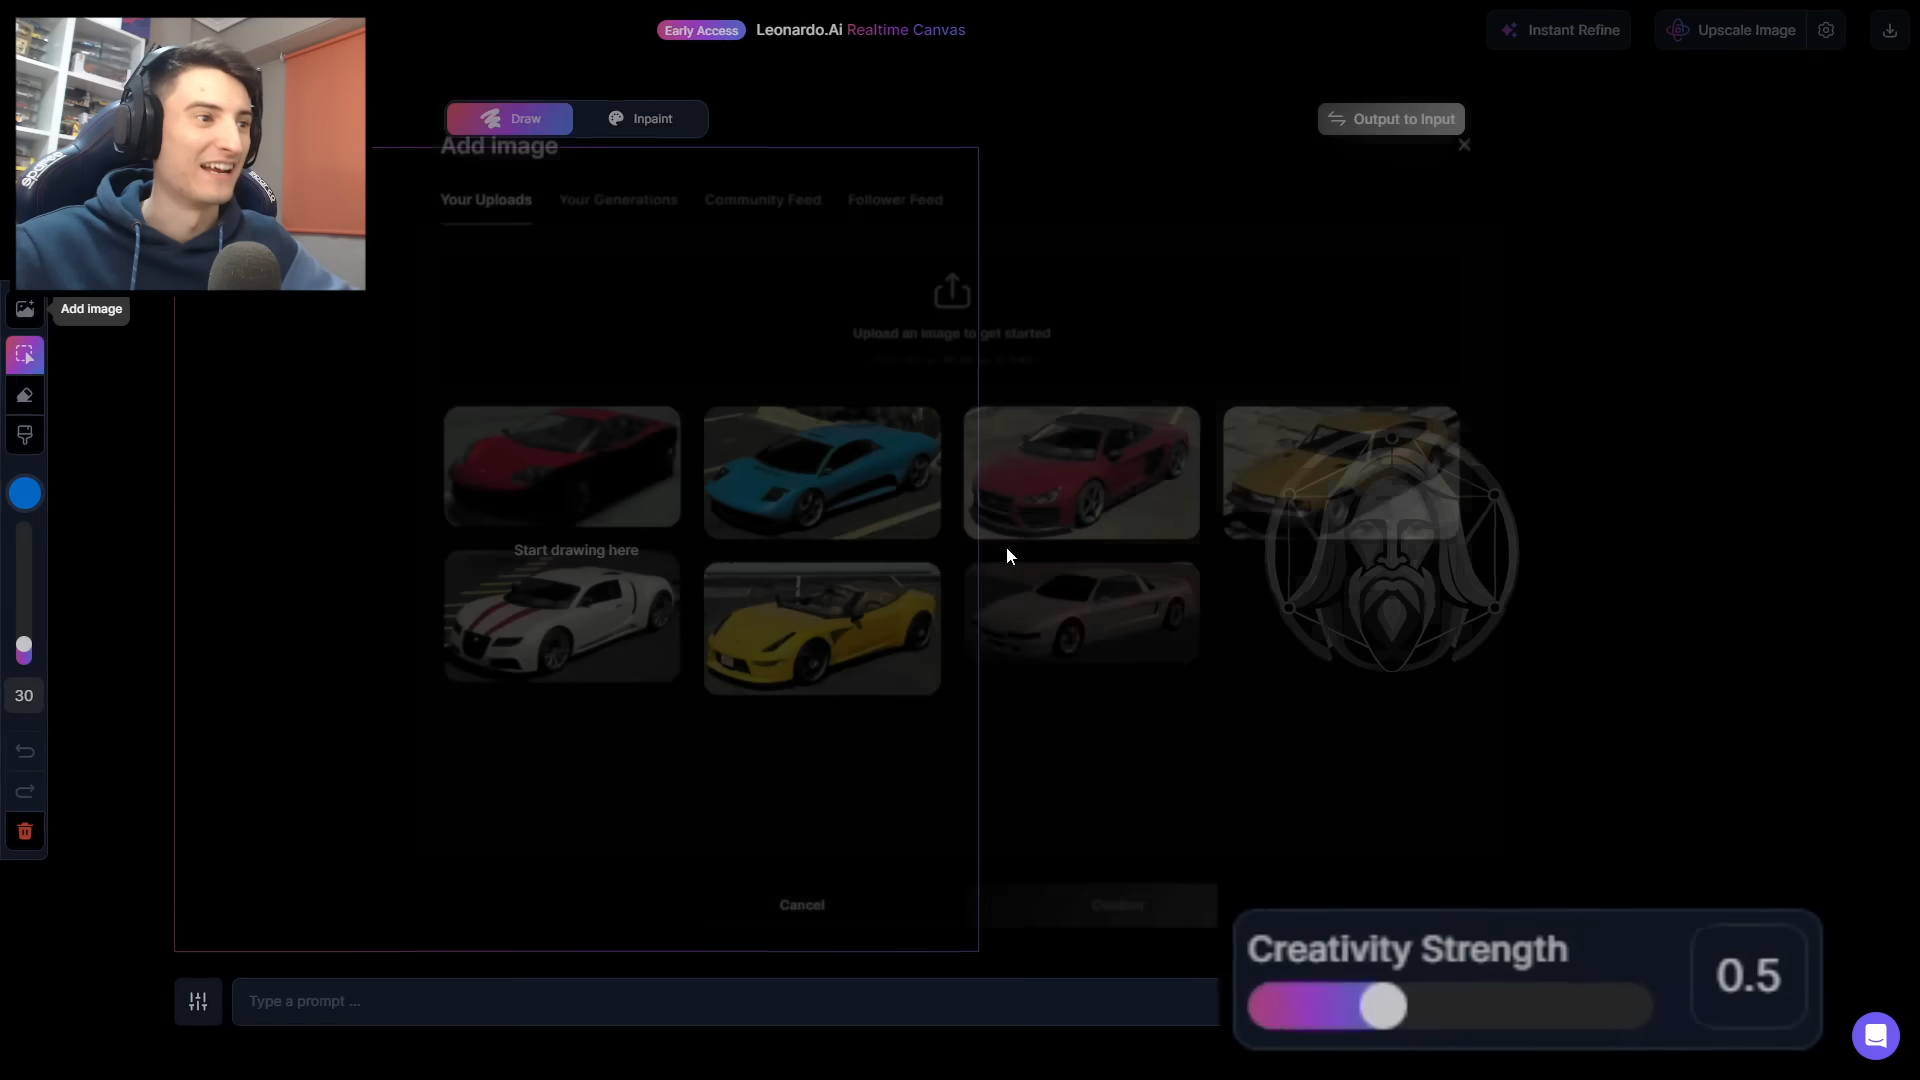 Early Access Leonardo.Ai Realtime Canvas
Instant Refine
Upscale Image
Draw
Inpaint
Output to Input
Add image
Your Uploads
Your Generations
Community Feed
Follower Feed
sparco
Add image
Upload an image to get started
Start drawing here
30
Cancel
Creativity Strength
0.5
Type a prompt ...